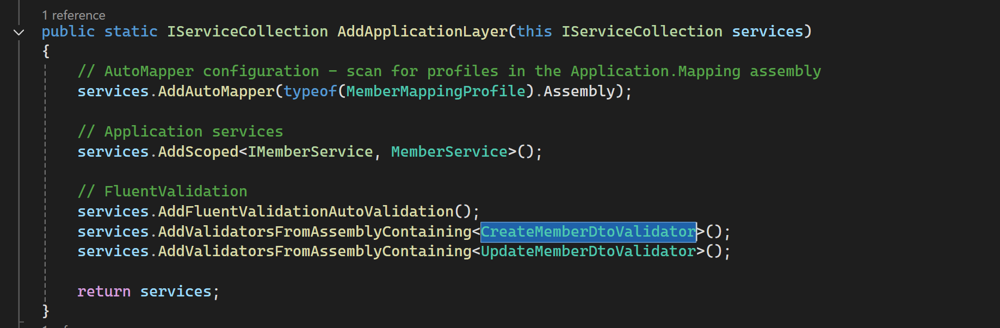 1 reference
public static IServiceCollection AddApplicationLayer(this IServiceCollection services)
{
// AutoMapper configuration - scan for profiles in the Application.Mapping assembly
services.AddAutoMapper(typeof(MemberMappingProfile).Assembly);
// Application services
services.AddScoped<IMemberService, MemberService>();
// FluentValidation
services.AddFluentValidationAutoValidation();
services.AddValidatorsFromAssemblyContaining<CreateMemberDtoValidator>();
services.AddValidatorsFromAssemblyContaining<UpdateMemberDtoValidator>();
return services;
}